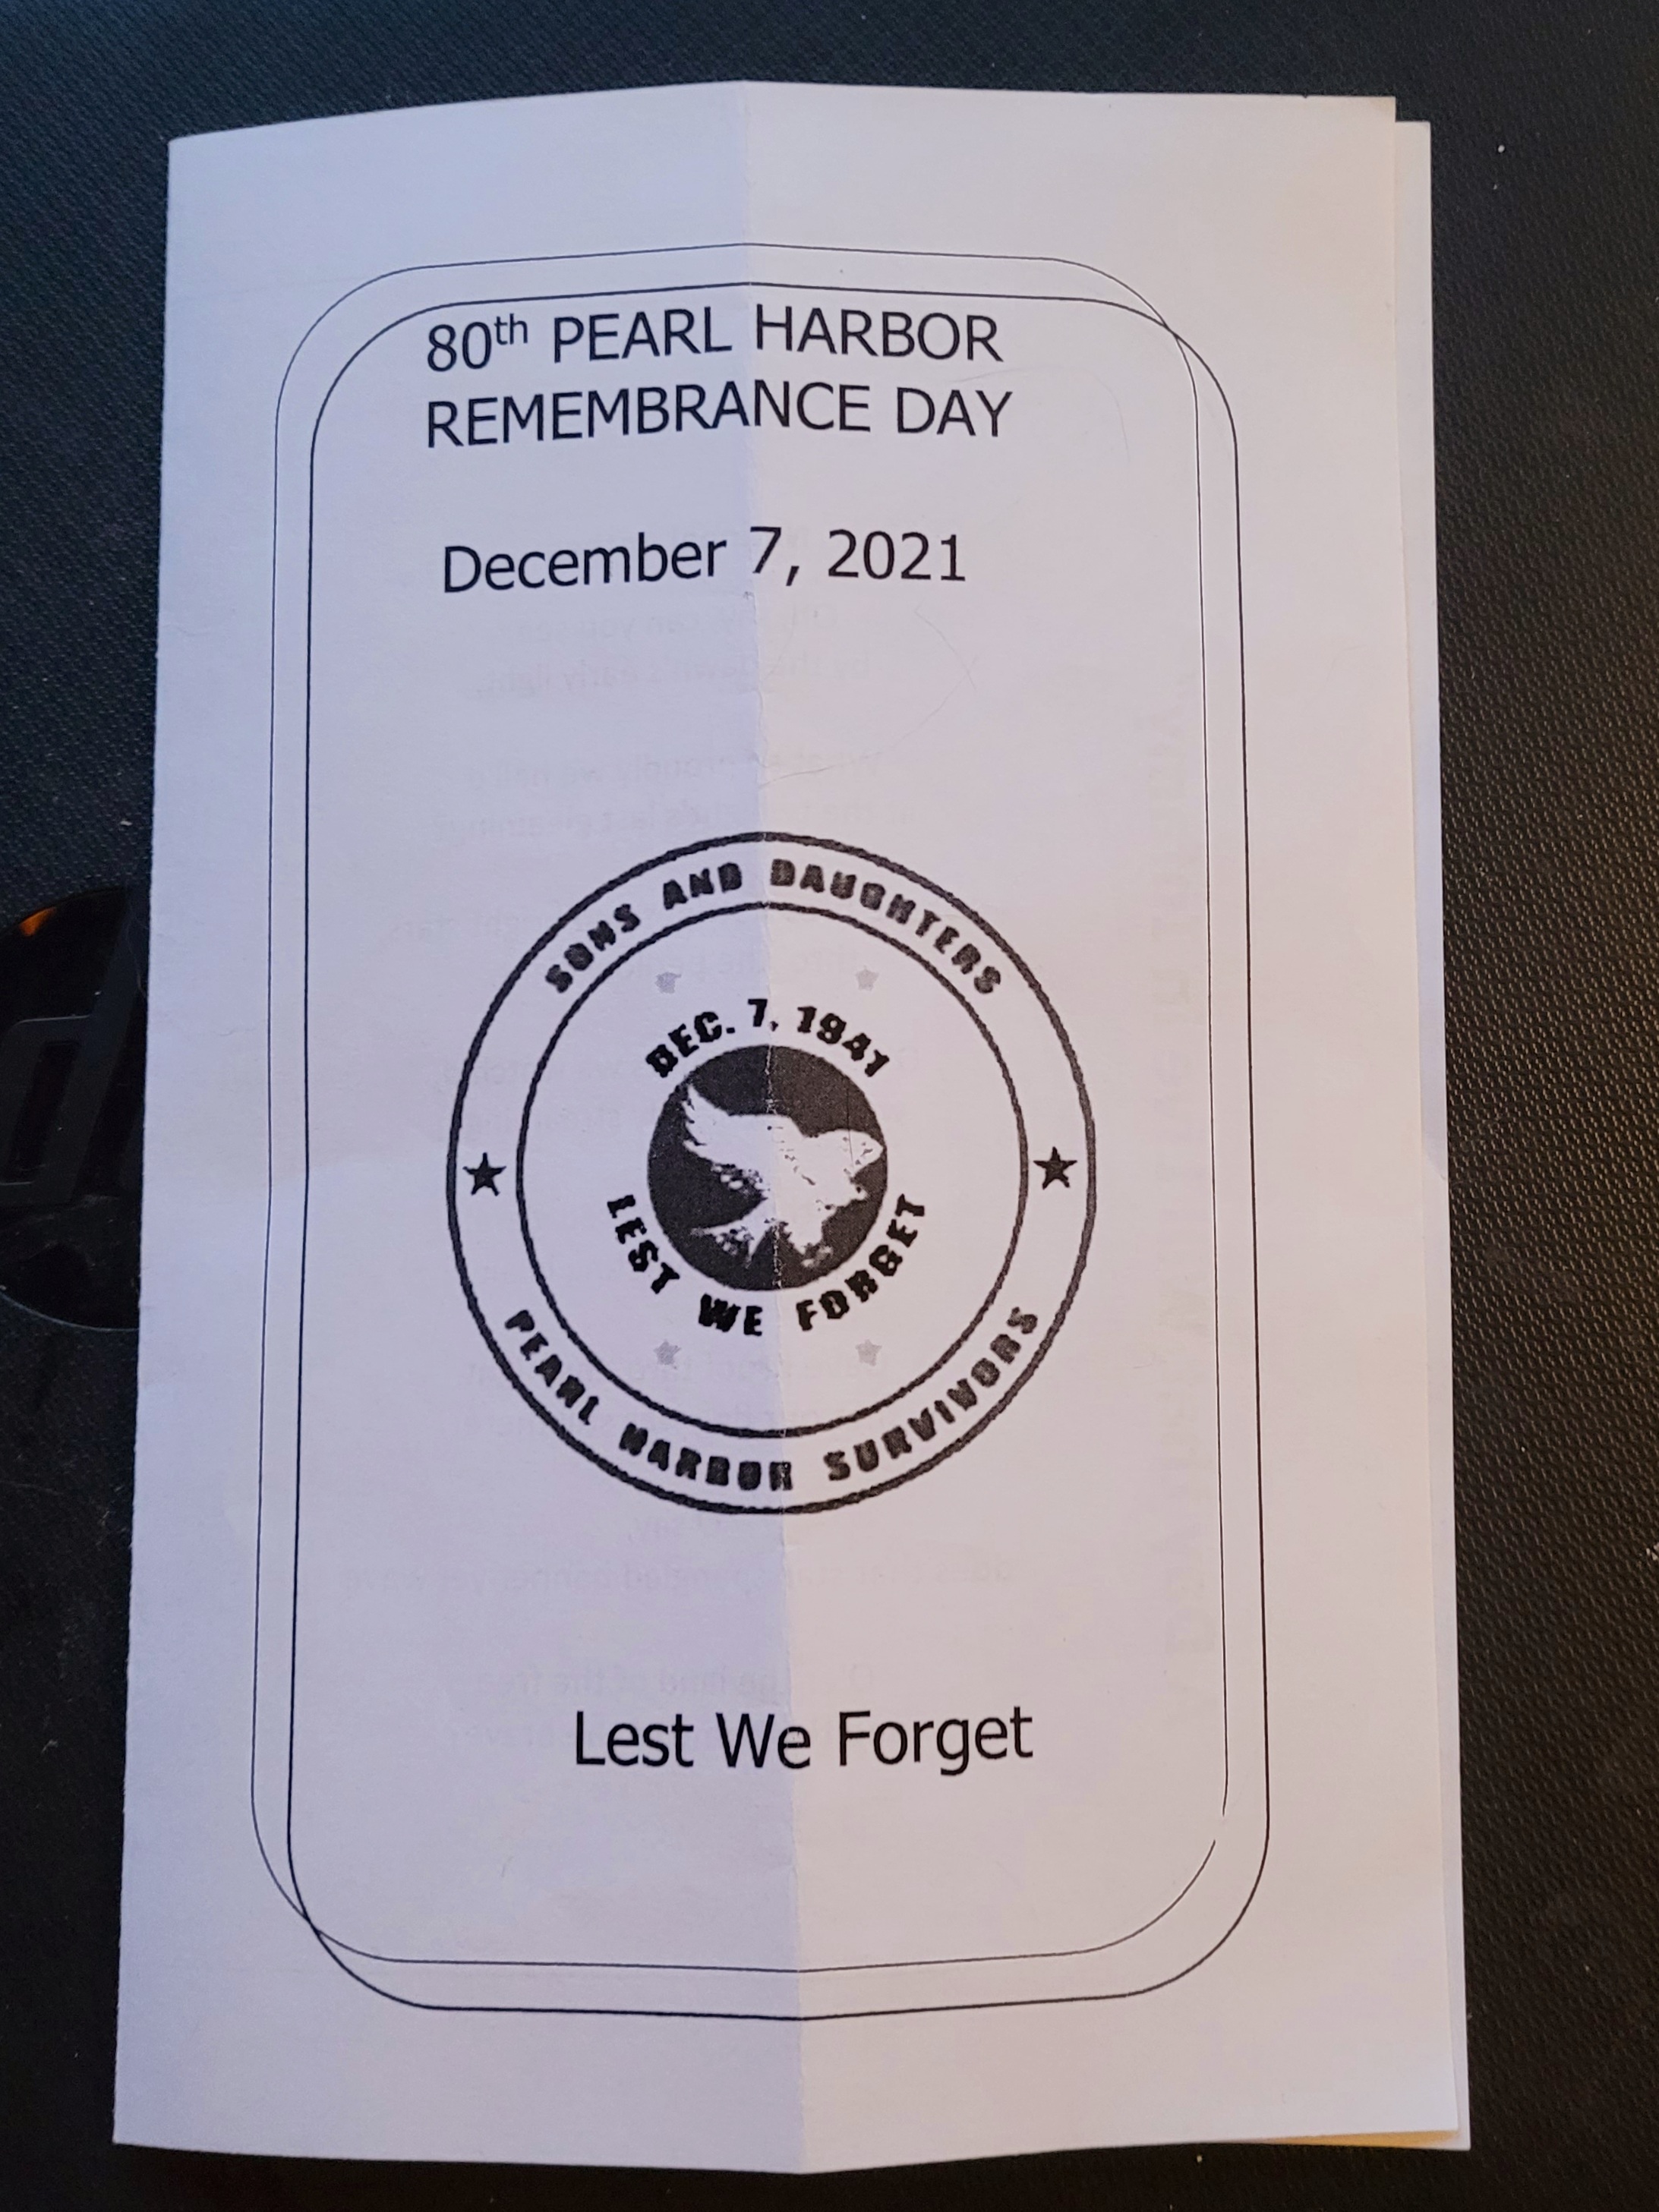 80th PEARL HARBOR
REMEMBRANCE DAY
December 7, 2021
SONS AND DAUGHTERS
DEC. 7, 1941
LEST WE FORGET
PEARL HARBOR SURVIVORS
Lest We Forget